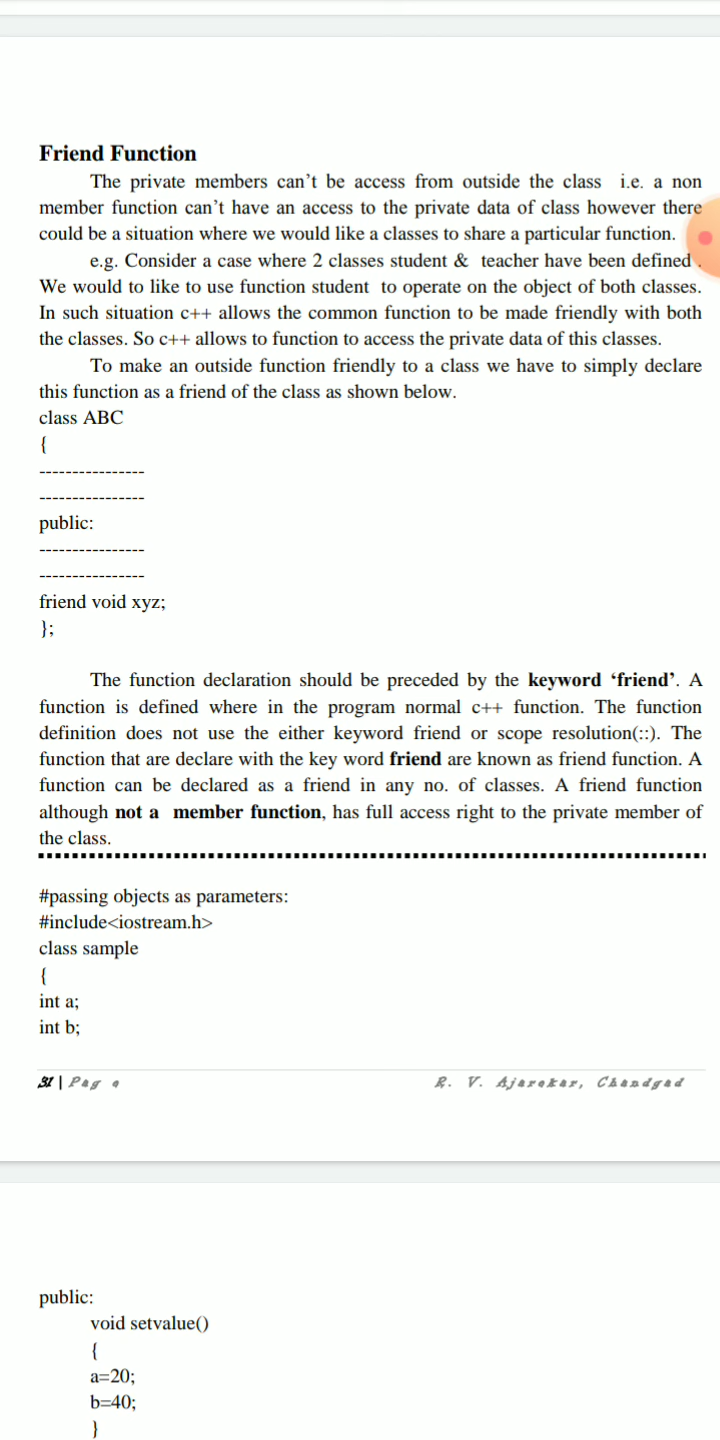 Friend Function
The private members can’t be access from outside the class i.e. a non
member function can’t have an access to the private data of class however there
could be a situation where we would like a classes to share a particular function.
e.g. Consider a case where 2 classes student & teacher have been defined .
We would to like to use function student to operate on the object of both classes.
In such situation c++ allows the common function to be made friendly with both
the classes. So c++ allows to function to access the private data of this classes.
To make an outside function friendly to a class we have to simply declare
this function as a friend of the class as shown below.
class ABC
{
----------------
----------------
public:
----------------
----------------
friend void xyz;
};
The function declaration should be preceded by the keyword ‘friend’. A
function is defined where in the program normal c++ function. The function
definition does not use the either keyword friend or scope resolution(::). The
function that are declare with the key word friend are known as friend function. A
function can be declared as a friend in any no. of classes. A friend function
although not a member function, has full access right to the private member of
the class.
#passing objects as parameters:
#include<iostream.h>
class sample
{
int a;
int b;
31 | Pag e
R. V. Ajarekar, Chandgad
public:
void setvalue()
{
a=20;
b=40;
}